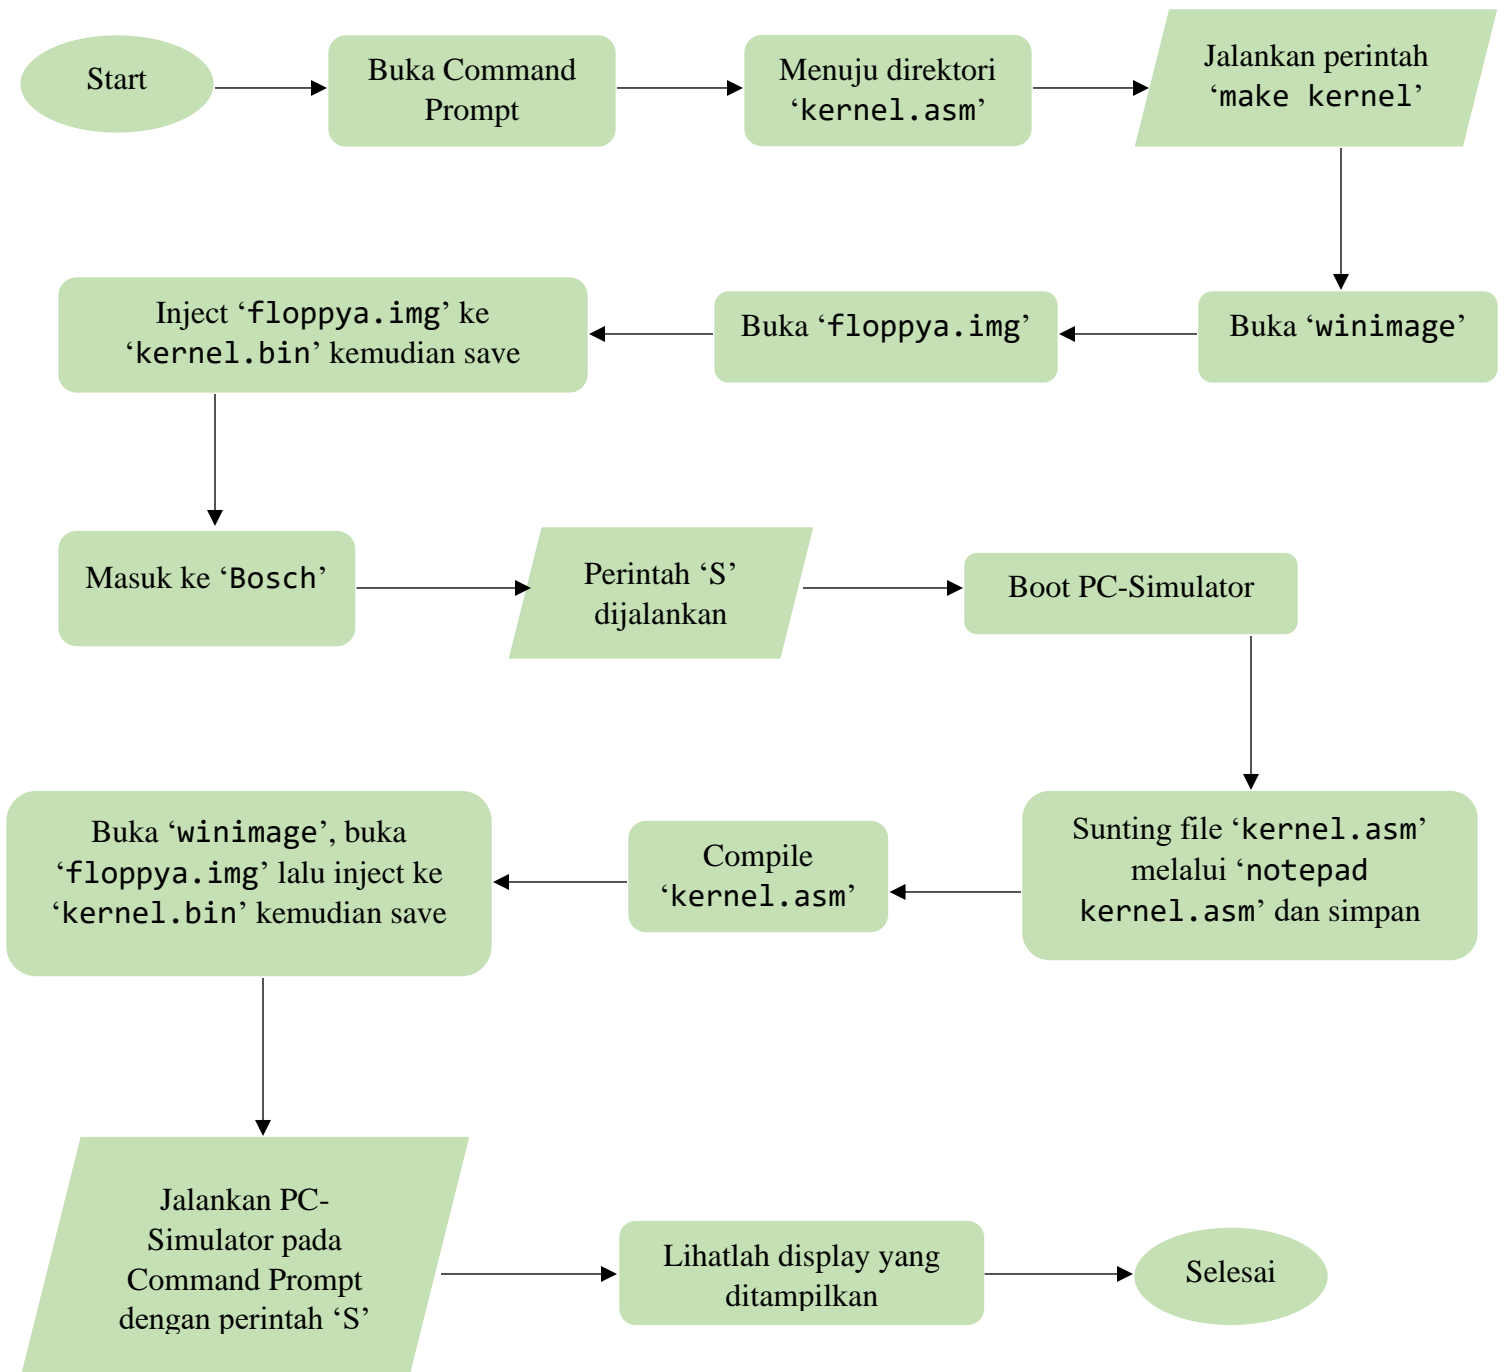 Start
Buka Command
Prompt
Menuju direktori
‘kernel.asm’
Jalankan perintah
‘make kernel’
Buka ‘winimage’
Buka ‘floppya.img’
Inject ‘floppya.img’ ke
‘kernel.bin’ kemudian save
Masuk ke ‘Bosch’
Perintah ‘S’
dijalankan
Boot PC-Simulator
Sunting file ‘kernel.asm’
melalui ‘notepad
kernel.asm’ dan simpan
Compile
‘kernel.asm’
Buka ‘winimage’, buka
‘floppya.img’ lalu inject ke
‘kernel.bin’ kemudian save
Jalankan PC-
Simulator pada
Command Prompt
dengan perintah ‘S’
Lihatlah display yang
ditampilkan
Selesai